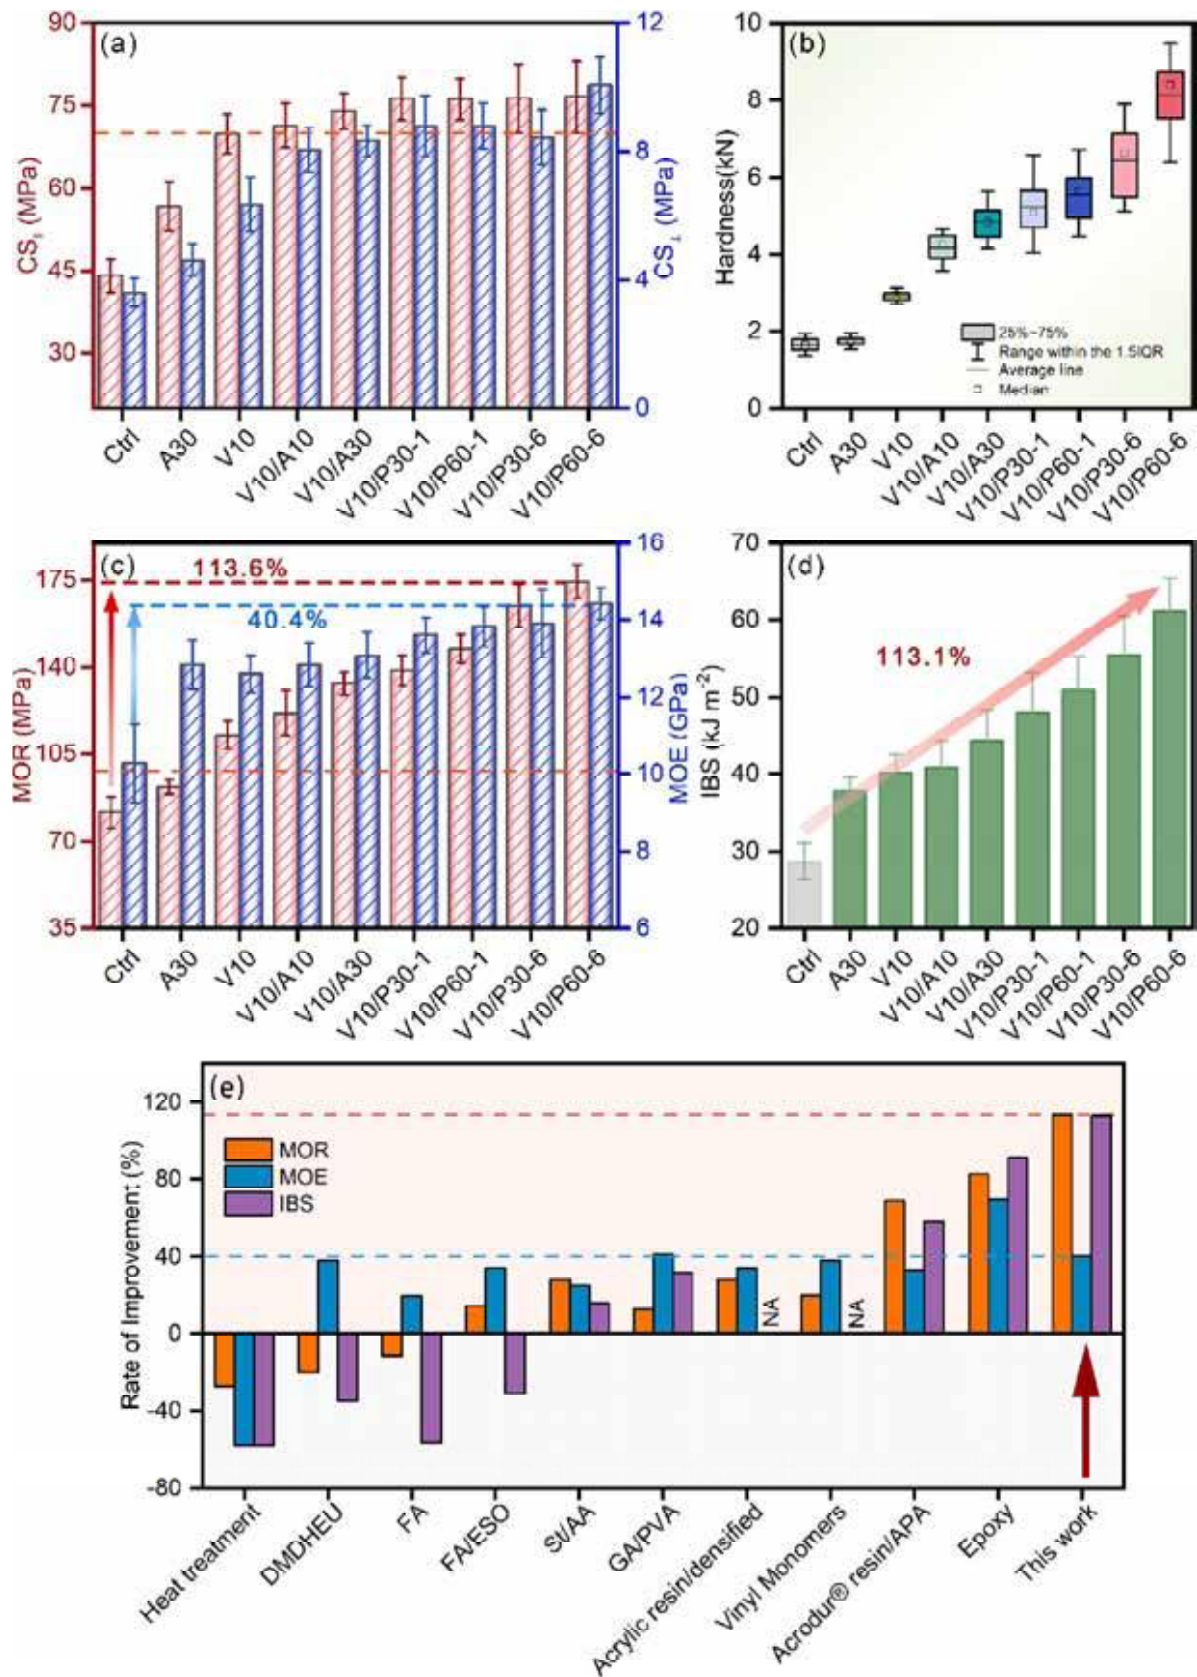 (a)
90
75
60
45
30
CS∥ (MPa)
12
8
4
0
CS⊥ (MPa)
Ctrl
A30
V10
V10/A10
V10/A30
V10/P30-1
V10/P60-1
V10/P30-6
V10/P60-6
(b)
10
8
6
4
2
0
Hardness(kN)
25%~75%
Range within the 1.5IQR
Average line
Median
Ctrl
A30
V10
V10/A10
V10/A30
V10/P30-1
V10/P60-1
V10/P30-6
V10/P60-6
(c)
113.6%
40.4%
175
140
105
70
35
MOR (MPa)
16
14
12
10
8
6
MOE (GPa)
Ctrl
A30
V10
V10/A10
V10/A30
V10/P30-1
V10/P60-1
V10/P30-6
V10/P60-6
(d)
113.1%
70
60
50
40
30
20
IBS (kJ m⁻²)
Ctrl
A30
V10
V10/A10
V10/A30
V10/P30-1
V10/P60-1
V10/P30-6
V10/P60-6
(e)
120
80
40
0
-40
-80
Rate of Improvement (%)
MOR
MOE
IBS
NA
NA
Heat treatment
DMDHEU
FA
FA/ESO
St/AA
GA/PVA
Acrylic resin/densified
Vinyl Monomers
Acrodur® resin/APA
Epoxy
This work